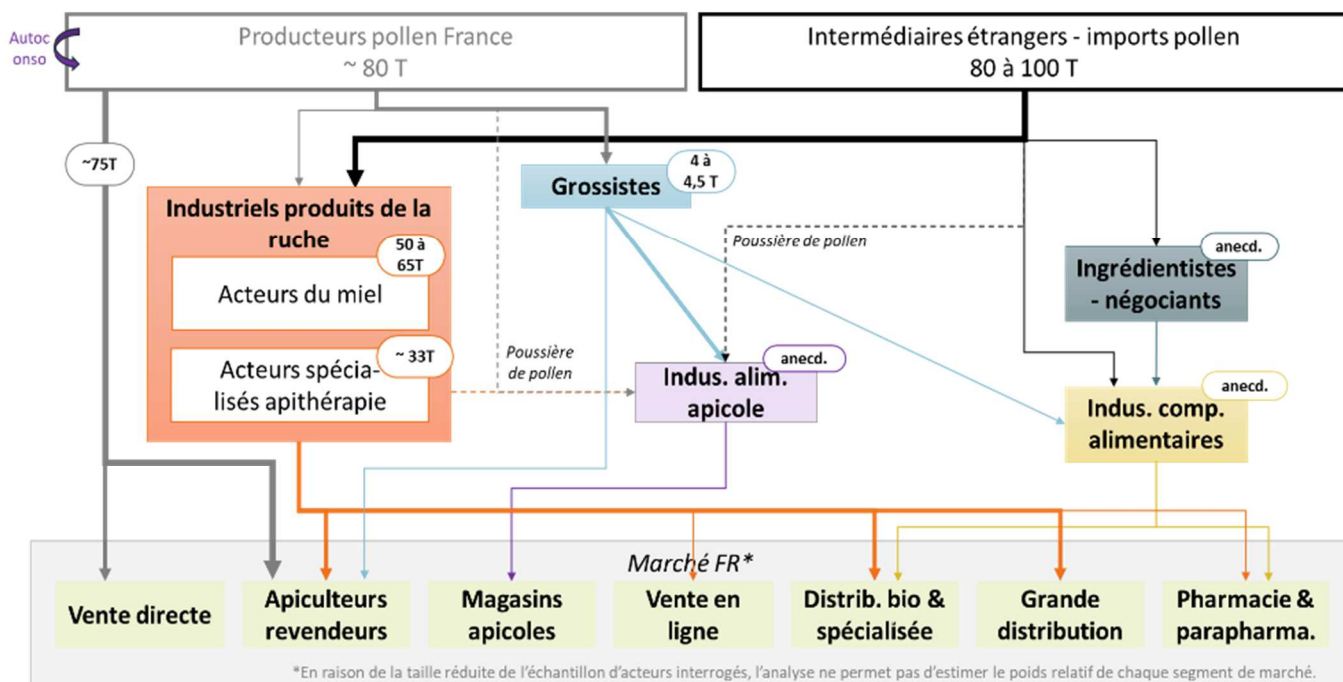 Autoc
onso
Producteurs pollen France
~ 80 T
Intermédiaires étrangers - imports pollen
80 à 100 T
~75T
Grossistes
4 à
4,5 T
Industriels produits de la
ruche
50 à
65T
Acteurs du miel
~ 33T
Acteurs spécia-
lisés apithérapie
Poussière
de pollen
Poussière de pollen
anecd.
Indus. alim.
apicole
anecd.
Ingrédientistes
- négociants
anecd.
Indus. comp.
alimentaires
Marché FR*
Vente directe
Apiculteurs
revendeurs
Magasins
apicoles
Vente en
ligne
Distrib. bio &
spécialisée
Grande
distribution
Pharmacie &
parapharma.
*En raison de la taille réduite de l'échantillon d'acteurs interrogés, l'analyse ne permet pas d'estimer le poids relatif de chaque segment de marché.